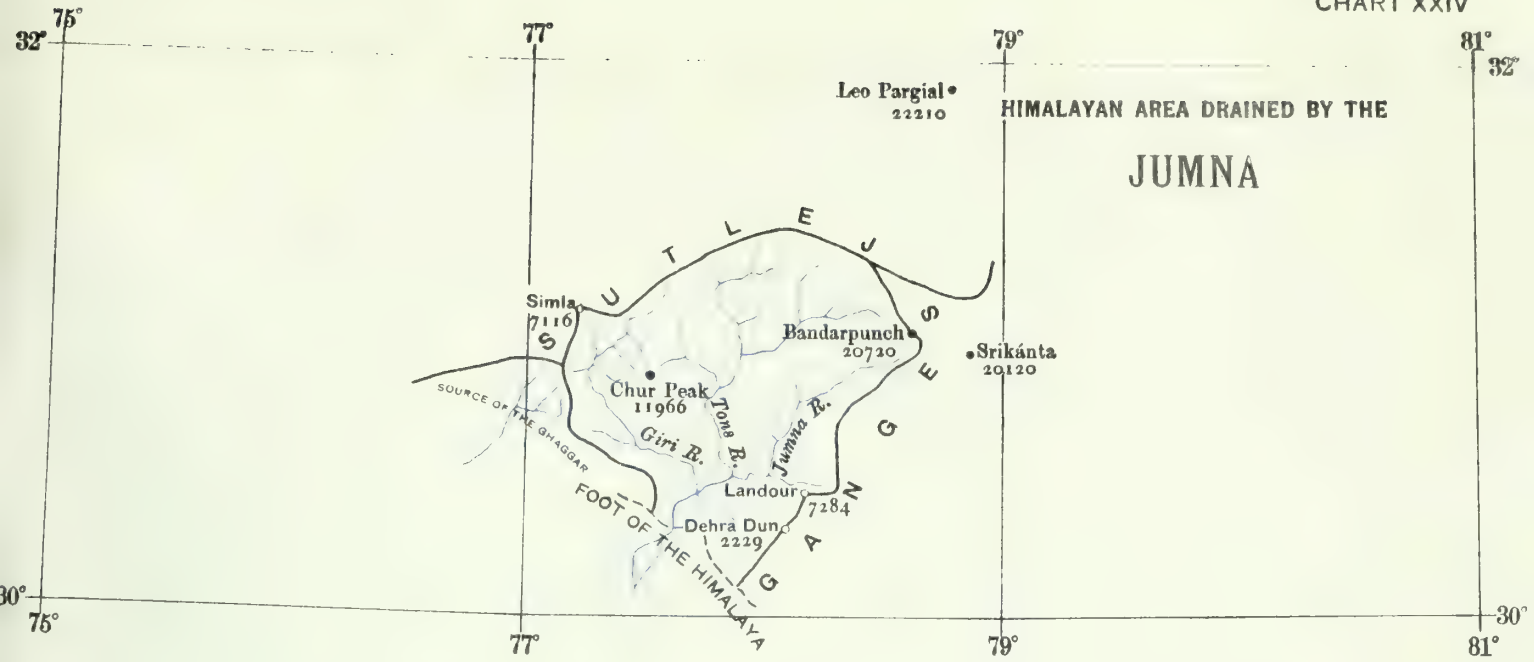 CHART XXIV
75°
77°
79°
81°
32°
32°
Leo Pargial
22210
HIMALAYAN AREA DRAINED BY THE
JUMNA
SUTLEJ
Simla
7116
Bandarpunch
20720
Srikánta
20120
GANGES
SOURCE OF THE GHAGGAR
Chur Peak
11966
Tons R.
Jumna R.
Giri R.
Landour
7284
FOOT OF THE HIMALAYA
Dehra Dun
2229
30°
30°
75°
77°
79°
81°